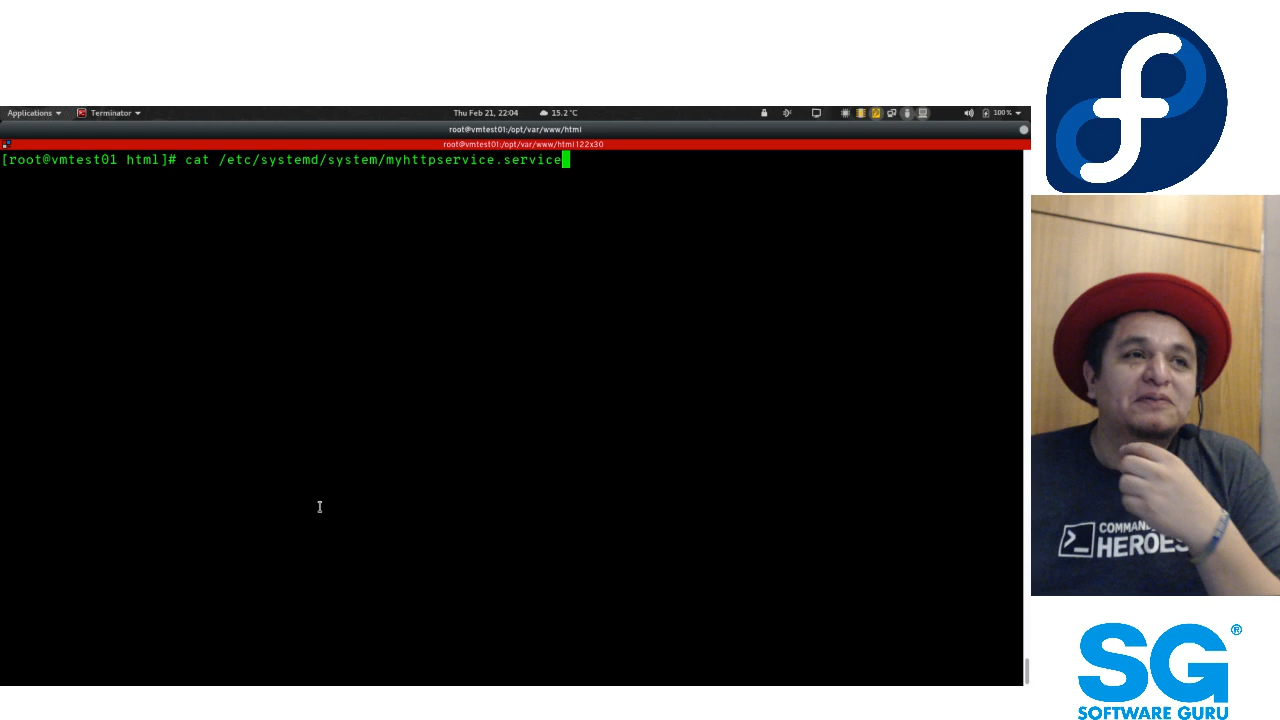 Applications
Terminator
Thu Feb 21, 22:04
15.2°C
100%
root@vmtest01:/opt/var/www/html
root@vmtest01:/opt/var/www/html 122x30
[root@vmtest01 html]# cat /etc/systemd/system/myhttpservice.service
>_
HEROES
SG®
SOFTWARE GURU